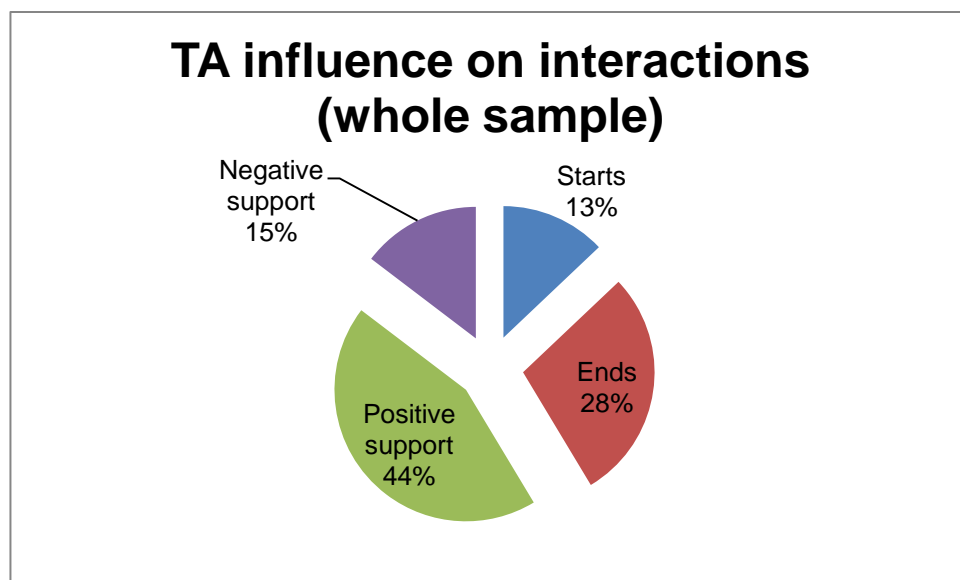 TA influence on interactions
(whole sample)
Negative
support
15%
Starts
13%
Ends
28%
Positive
support
44%